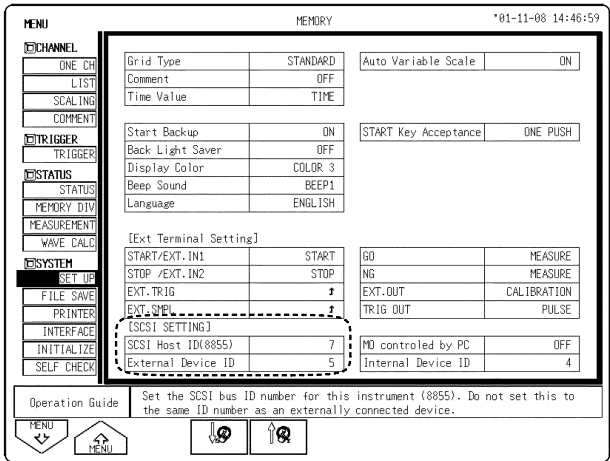 MENU
MEMORY
'01-11-08 14:46:59
CHANNEL
ONE CH
LIST
SCALING
COMMENT
TRIGGER
TRIGGER
STATUS
STATUS
MEMORY DIV
MEASUREMENT
WAVE CALC
SYSTEM
SET UP
FILE SAVE
PRINTER
INTERFACE
INITIALIZE
SELF CHECK
Grid Type STANDARD Auto Variable Scale ON
Comment OFF
Time Value TIME
Start Backup ON START Key Acceptance ONE PUSH
Back Light Saver OFF
Display Color COLOR 3
Beep Sound BEEP1
Language ENGLISH
[Ext Terminal Setting]
START/EXT.IN1 START GO MEASURE
STOP /EXT.IN2 STOP NG MEASURE
EXT.TRIG ↑ EXT.OUT CALIBRATION
EXT.SMPL ↑ TRIG OUT PULSE
[SCSI SETTING]
SCSI Host ID(8855) 7 MO controled by PC OFF
External Device ID 5 Internal Device ID 4
Operation Guide
Set the SCSI bus ID number for this instrument (8855). Do not set this to
the same ID number as an externally connected device.
MENU
MENU